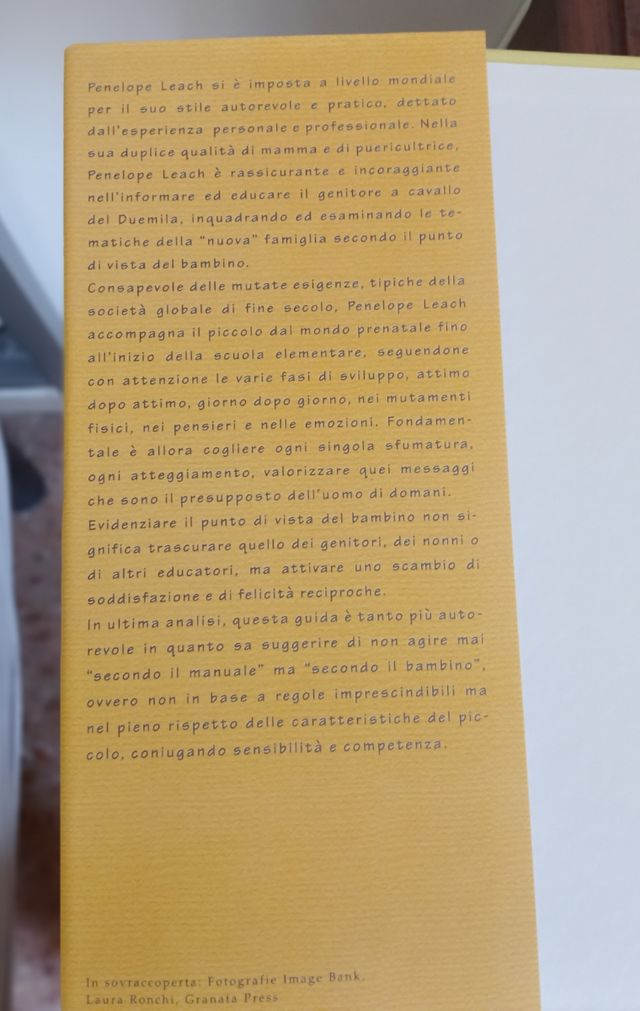 Penelope Leach si è imposta a livello mondiale
per il suo stile autorevole e pratico, dettato
dall'esperienza personale e professionale. Nella
sua duplice qualità di mamma e di puericultrice,
Penelope Leach è rassicurante e incoraggiante
nell'informare ed educare il genitore a cavallo
del Duemila, inquadrando ed esaminando le te-
matiche della "nuova" famiglia secondo il punto
di vista del bambino.
Consapevole delle mutate esigenze, tipiche della
società globale di fine secolo, Penelope Leach
accompagna il piccolo dal mondo prenatale fino
all'inizio della scuola elementare, seguendone
con attenzione le varie fasi di sviluppo, attimo
dopo attimo, giorno dopo giorno, nei mutamenti
fisici, nei pensieri e nelle emozioni. Fondamen-
tale è allora cogliere ogni singola sfumatura,
ogni atteggiamento, valorizzare quei messaggi
che sono il presupposto dell'uomo di domani.
Evidenziare il punto di vista del bambino non si-
gnifica trascurare quello dei genitori, dei nonni o
di altri educatori, ma attivare uno scambio di
soddisfazione e di felicità reciproche.
In ultima analisi, questa guida è tanto più auto-
revole in quanto sa suggerire di non agire mai
"secondo il manuale" ma "secondo il bambino",
ovvero non in base a regole imprescindibili ma
nel pieno rispetto delle caratteristiche del pic-
colo, coniugando sensibilità e competenza.
In sovraccoperta: Fotografie Image Bank,
Laura Ronchi, Granata Press